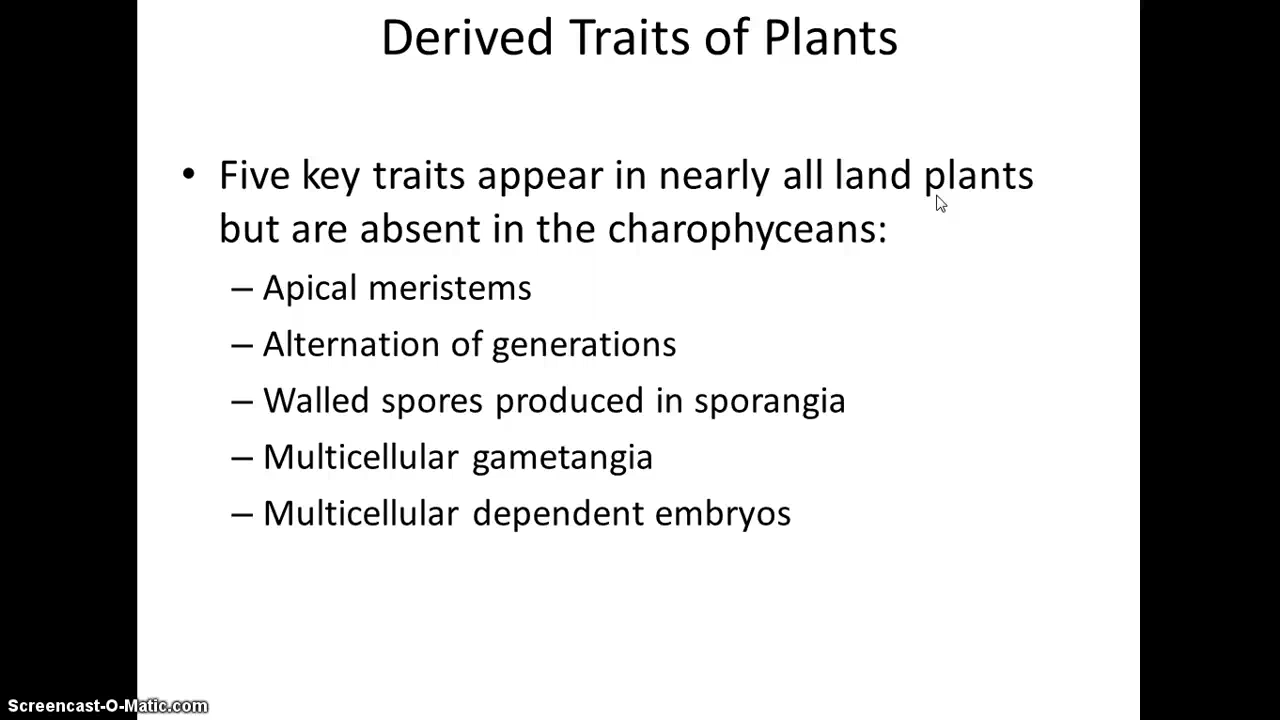 Derived Traits of Plants
• Five key traits appear in nearly all land plants
but are absent in the charophyceans:
– Apical meristems
– Alternation of generations
– Walled spores produced in sporangia
– Multicellular gametangia
– Multicellular dependent embryos
Screencast-O-Matic.com